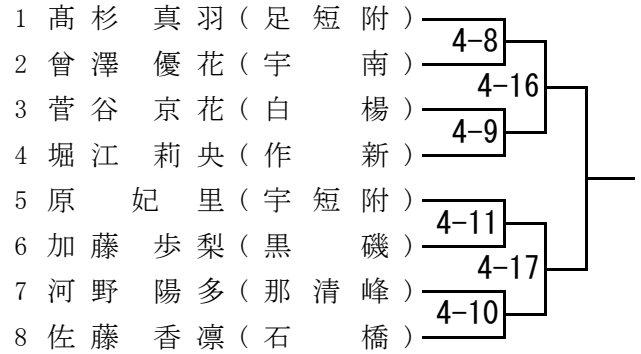 1 髙杉 真羽(足短附)
4-8
2 曾澤 優花(宇南)
4-16
3 菅谷 京花(白楊)
4-9
4 堀江 莉央(作新)
5 原 妃里(宇短附)
4-11
6 加藤 歩梨(黒磯)
4-17
7 河野 陽多(那清峰)
4-10
8 佐藤 香凛(石橋)